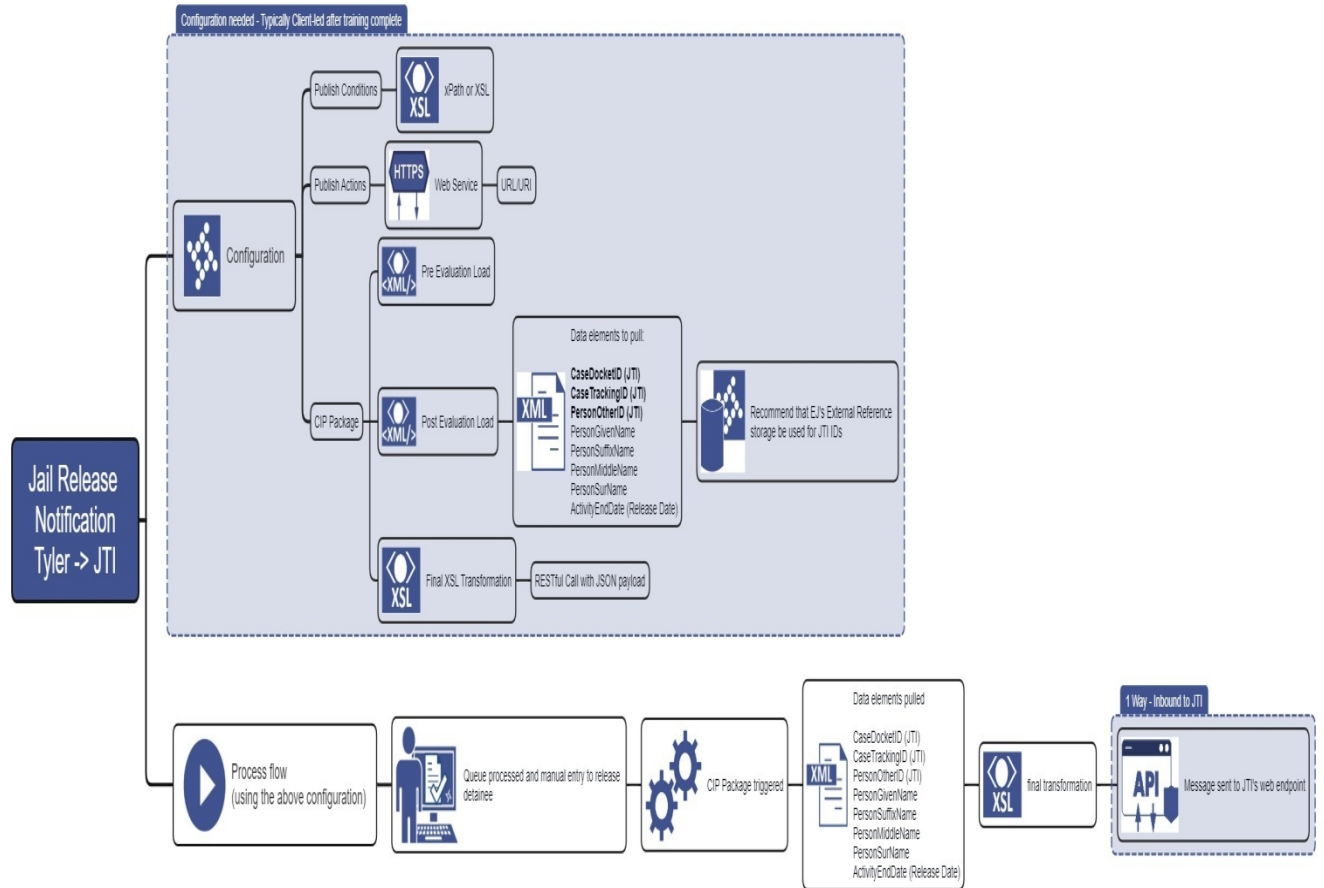 Configuration needed - Typically Client-led after training complete
Publish Conditions
XSL
xPath or XSL
Publish Actions
HTTPS
Web Service
URL/URI
Configuration
<XML/>
Pre Evaluation Load
CIP Package
<XML/>
Post Evaluation Load
XML
Data elements to pull:
CaseDocketID (JTI)
CaseTrackingID (JTI)
PersonOtherID (JTI)
PersonGivenName
PersonSuffixName
PersonMiddleName
PersonSurName
ActivityEndDate (Release Date)
Recommend that EJ's External Reference
storage be used for JTI IDs
XSL
Final XSL Transformation
RESTful Call with JSON payload
Jail Release
Notification
Tyler -> JTI
Process flow
(using the above configuration)
Queue processed and manual entry to release
detainee
CIP Package triggered
XML
Data elements pulled
CaseDocketID (JTI)
CaseTrackingID (JTI)
PersonOtherID (JTI)
PersonGivenName
PersonSuffixName
PersonMiddleName
PersonSurName
ActivityEndDate (Release Date)
XSL
final transformation
1 Way - Inbound to JTI
API
Message sent to JTI's web endpoint